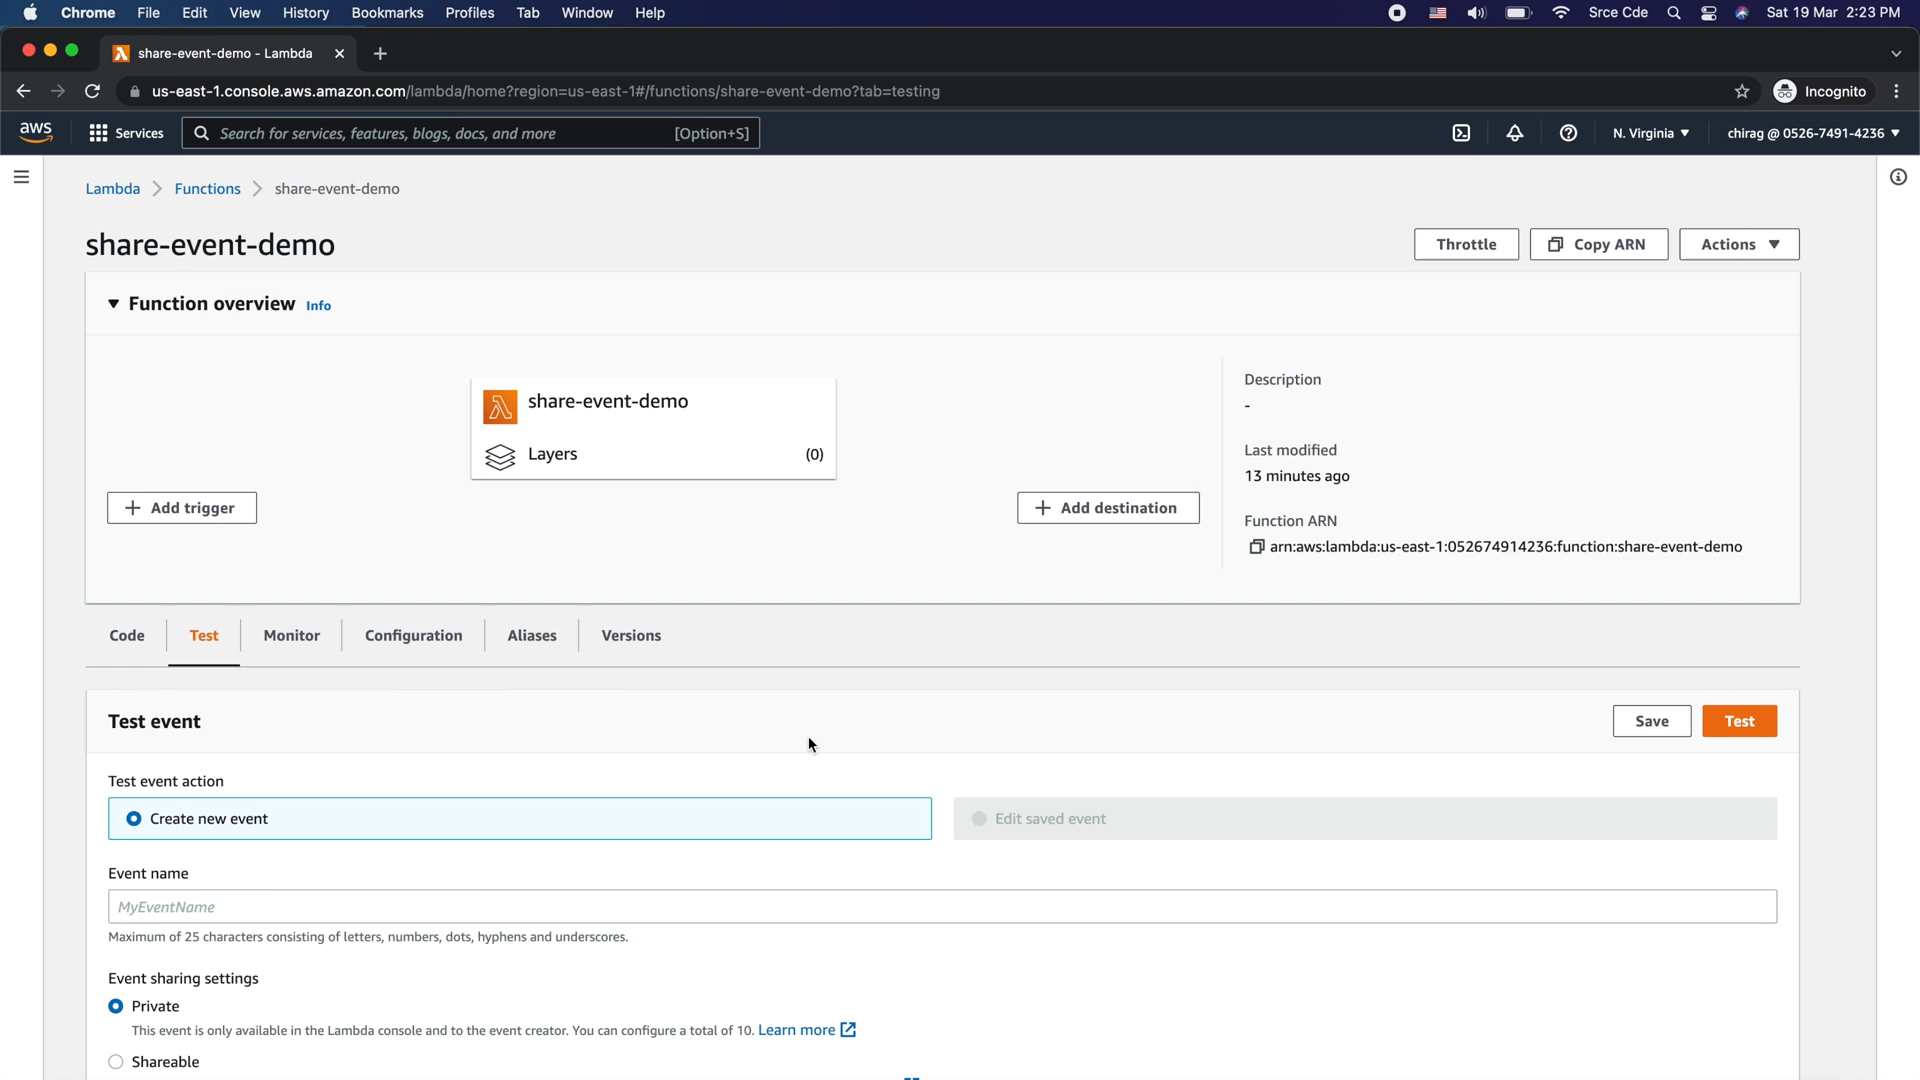 Chrome File Edit View History Bookmarks Profiles Tab Window Help Srce Cde Sat 19 Mar 2:23 PM
share-event-demo - Lambda
us-east-1.console.aws.amazon.com/lambda/home?region=us-east-1#/functions/share-event-demo?tab=testing Incognito
aws Services Search for services, features, blogs, docs, and more [Option+S] N. Virginia chirag @ 0526-7491-4236
Lambda Functions share-event-demo
share-event-demo Throttle Copy ARN Actions
Function overview Info
share-event-demo
Layers (0)
Add trigger
Add destination
Description
-
Last modified
13 minutes ago
Function ARN
arn:aws:lambda:us-east-1:052674914236:function:share-event-demo
Code Test Monitor Configuration Aliases Versions
Test event Save Test
Test event action
Create new event Edit saved event
Event name
MyEventName
Maximum of 25 characters consisting of letters, numbers, dots, hyphens and underscores.
Event sharing settings
Private
This event is only available in the Lambda console and to the event creator. You can configure a total of 10. Learn more
Shareable